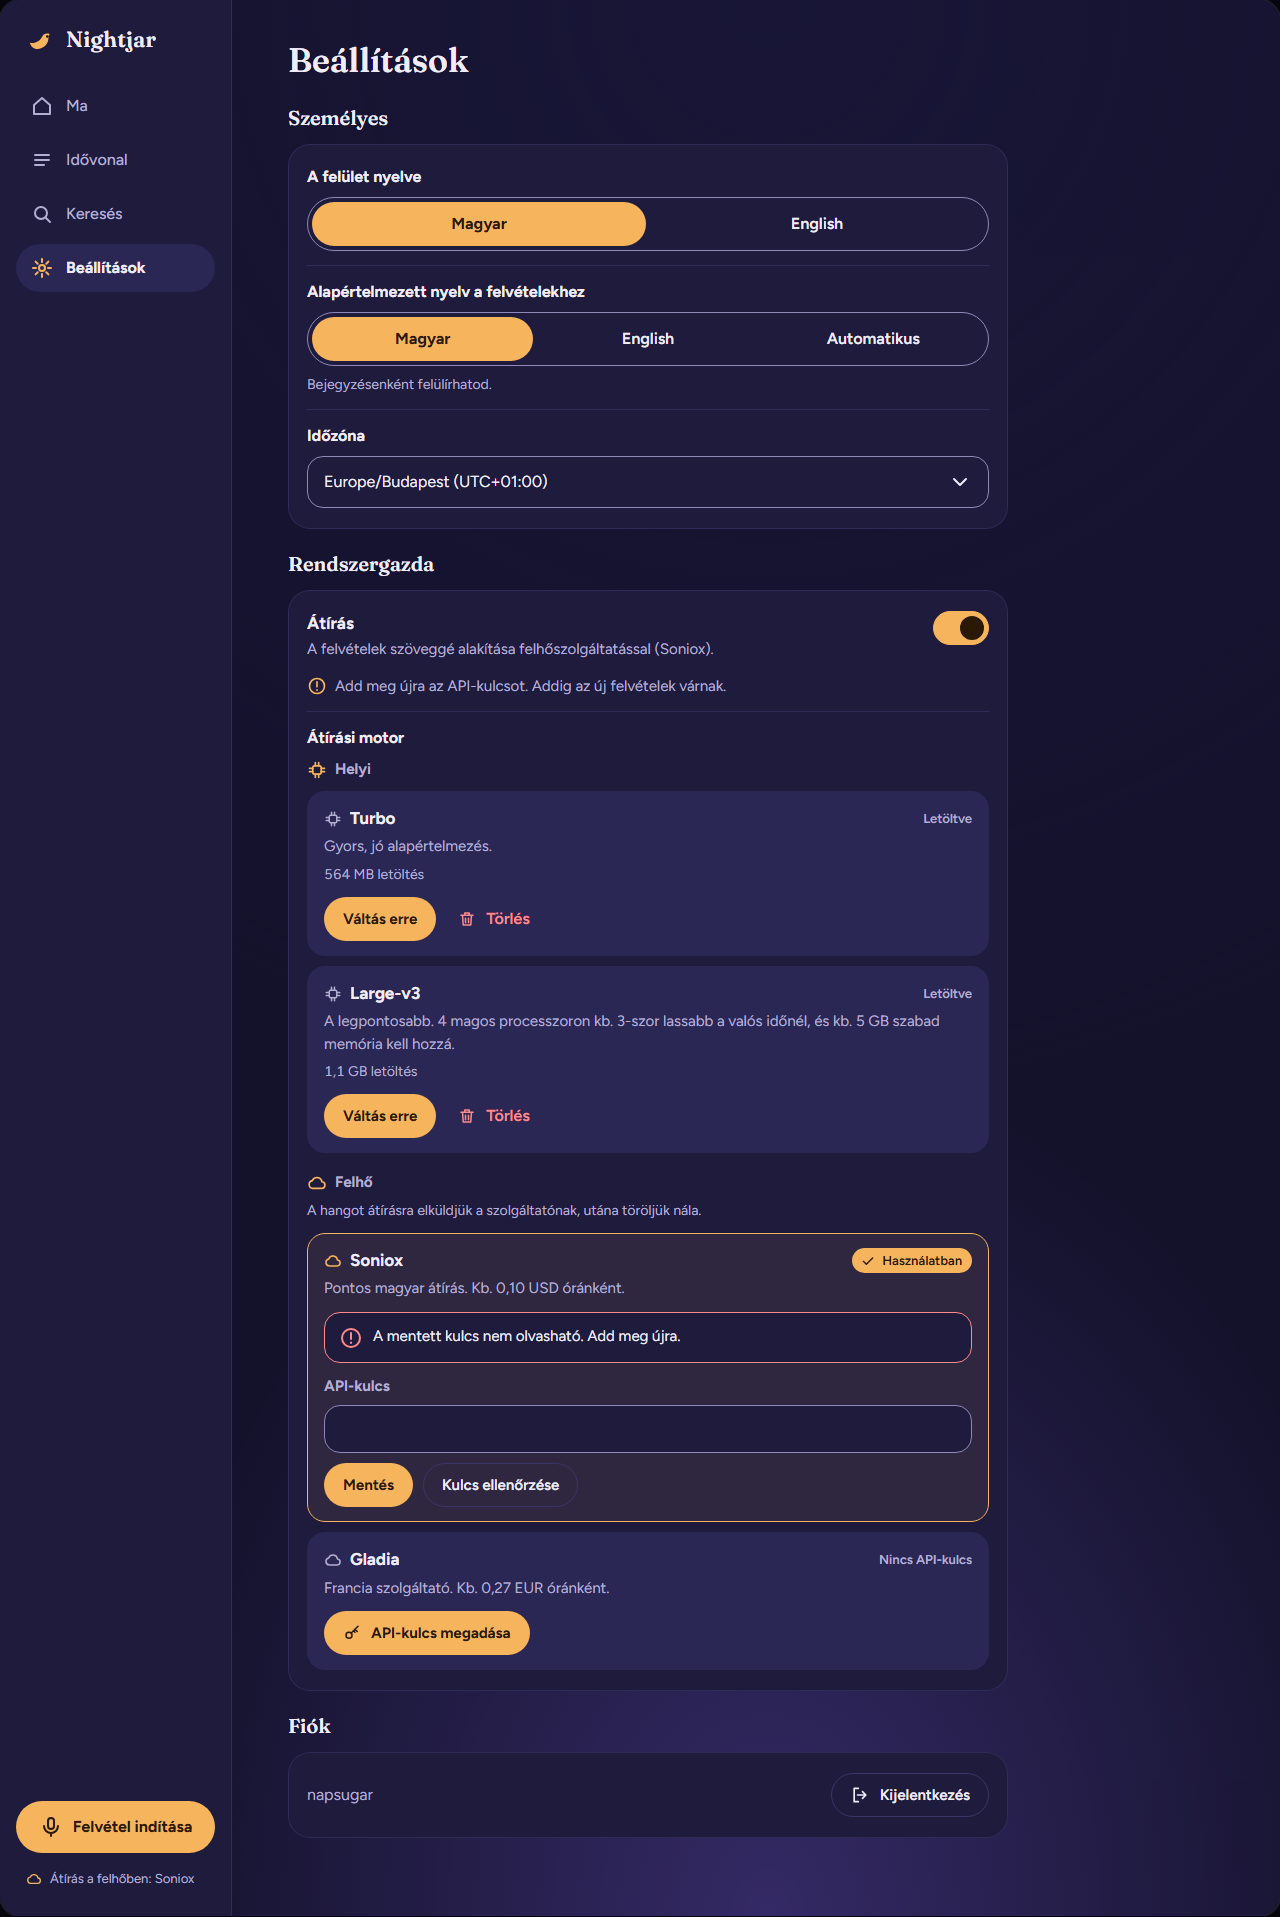 Nightjar
Ma
Idővonal
Keresés
Beállítások
Felvétel indítása
Átírás a felhőben: Soniox
Beállítások
Személyes
A felület nyelve
Magyar
English
Alapértelmezett nyelv a felvételekhez
Magyar
English
Automatikus
Bejegyzésenként felülírhatod.
Időzóna
Europe/Budapest (UTC+01:00)
Rendszergazda
Átírás
A felvételek szöveggé alakítása felhőszolgáltatással (Soniox).
Add meg újra az API-kulcsot. Addig az új felvételek várnak.
Átírási motor
Helyi
Turbo
Letöltve
Gyors, jó alapértelmezés.
564 MB letöltés
Váltás erre
Törlés
Large-v3
Letöltve
A legpontosabb. 4 magos processzoron kb. 3-szor lassabb a valós időnél, és kb. 5 GB szabad
memória kell hozzá.
1,1 GB letöltés
Váltás erre
Törlés
Felhő
A hangot átírásra elküldjük a szolgáltatónak, utána töröljük nála.
Soniox
Használatban
Pontos magyar átírás. Kb. 0,10 USD óránként.
A mentett kulcs nem olvasható. Add meg újra.
API-kulcs
Mentés
Kulcs ellenőrzése
Gladia
Nincs API-kulcs
Francia szolgáltató. Kb. 0,27 EUR óránként.
API-kulcs megadása
Fiók
napsugar
Kijelentkezés